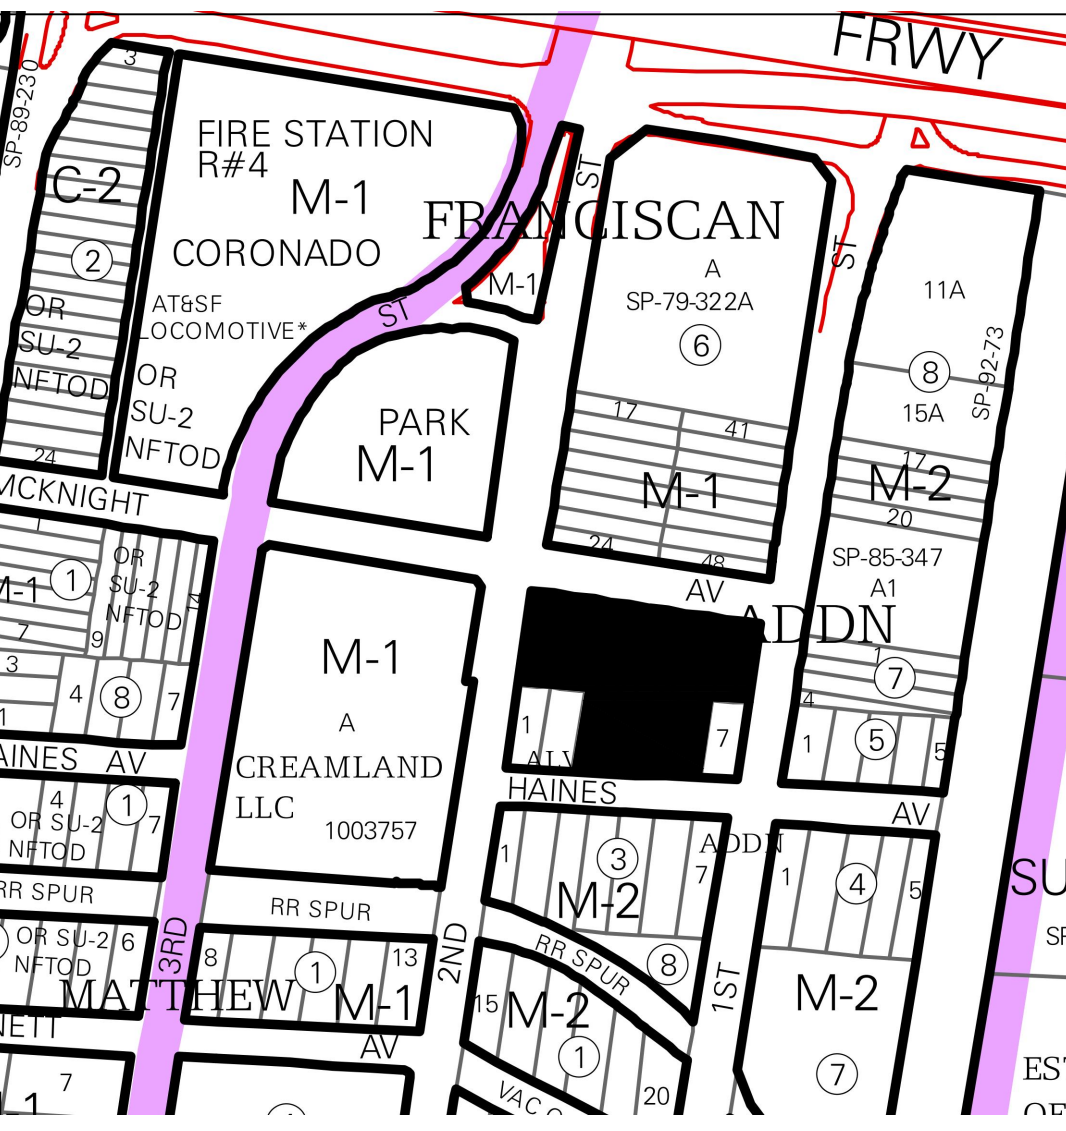 FRWY
SP-89-230
3
FIRE STATION
R#4
M-1
C-2
ST
FRANCISCAN
CORONADO
2
ST
A
SP-79-322A
M-1
11A
OR
SU-2
NFTOD
AT&SF
LOCOMOTIVE*
ST
6
SP-92-73
8
OR
SU-2
NFTOD
PARK
M-1
17
41
15A
24
17
M-2
M-1
MCKNIGHT
20
24
48
1
OR
SU-2
NFTOD
1
14
7
9
AV
SP-85-347
A1
ADDN
M-1
3
4
8
7
1
1
7
4
A
1
7
1
5
5
AV
CREAMLAND
LLC
1003757
HAINES
AV
4
1
OR SU-2
7
NFTOD
1
3
7
ADDN
1
4
5
RR SPUR
RR SPUR
M-2
OR SU-2
6
NFTOD
3RD
8
1
13
2ND
RR SPUR
8
1ST
MATTHEW
M-1
15
M-2
1
M-2
AV
7
20
7